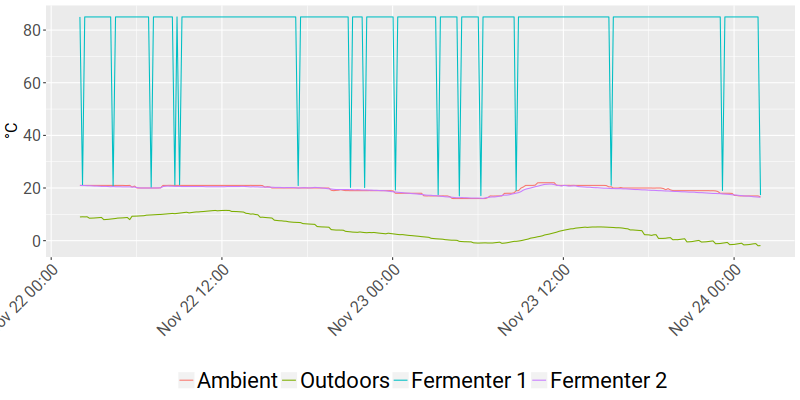 80
60
°C
40
20
0
22 00:00
Nov 22 12:00
Nov 23 00:00
Nov 23 12:00
Nov 24 00:00
Ambient Outdoors Fermenter 1 Fermenter 2